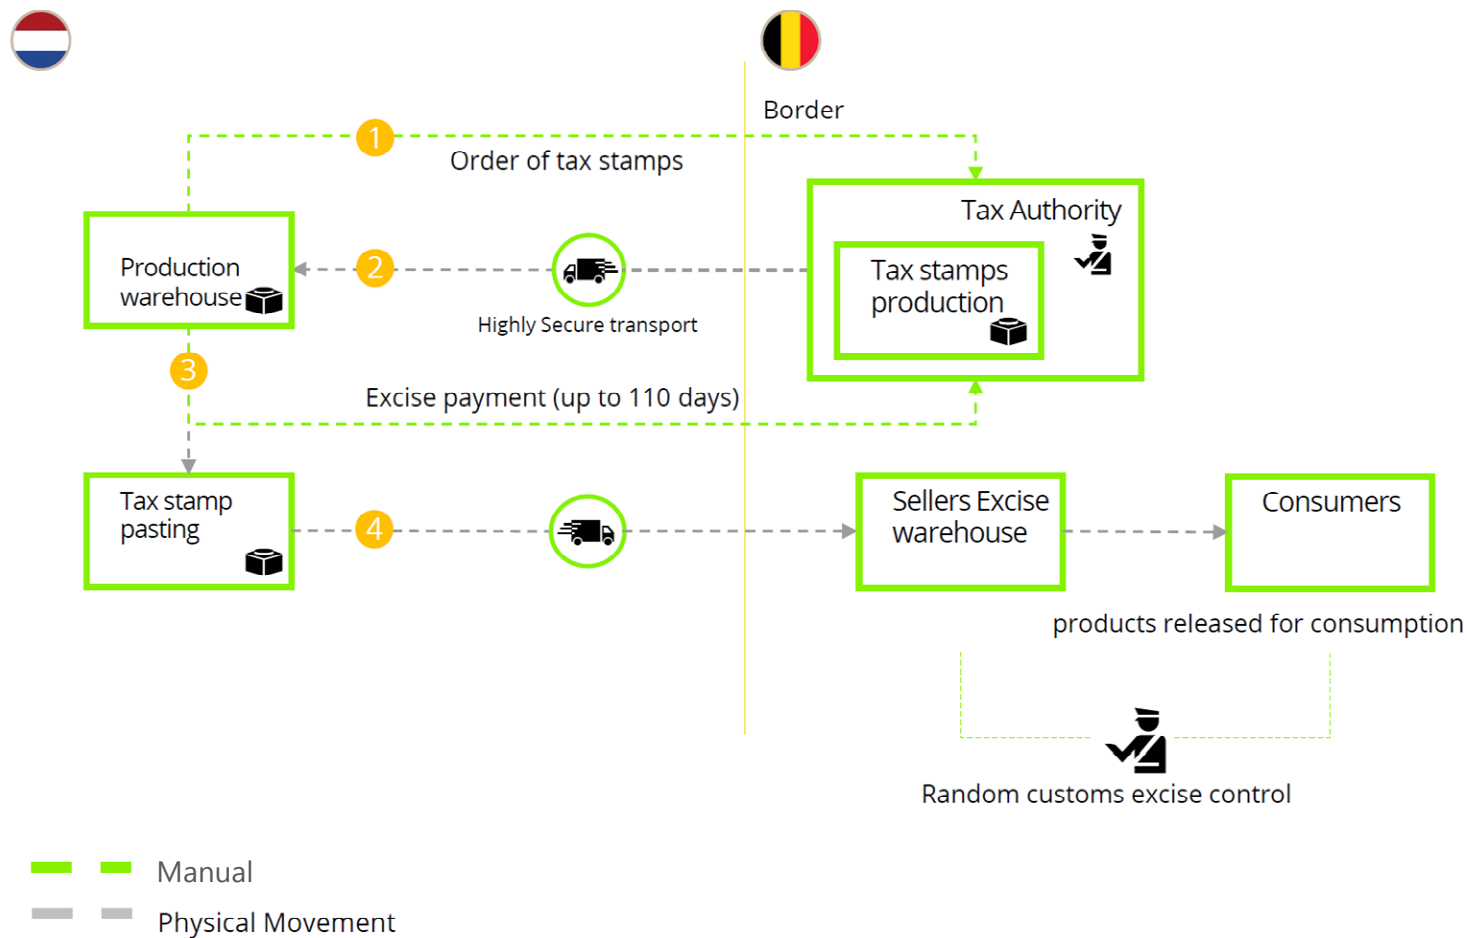 Border
1
Order of tax stamps
Tax Authority
Production
warehouse
2
Tax stamps
production
Highly Secure transport
3
Excise payment (up to 110 days)
Tax stamp
pasting
4
Sellers Excise
warehouse
Consumers
products released for consumption
Random customs excise control
Manual
Physical Movement